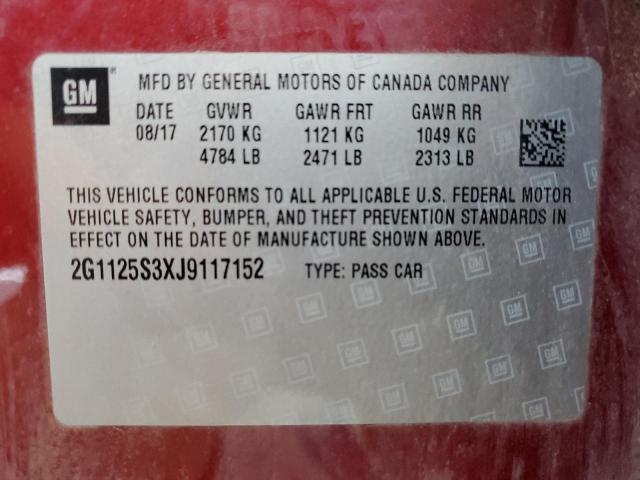 GM
MFD BY GENERAL MOTORS OF CANADA COMPANY
DATE GVWR GAWR FRT GAWR RR
08/17 2170 KG 1121 KG 1049 KG
4784 LB 2471 LB 2313 LB
THIS VEHICLE CONFORMS TO ALL APPLICABLE U.S. FEDERAL MOTOR
VEHICLE SAFETY, BUMPER, AND THEFT PREVENTION STANDARDS IN
EFFECT ON THE DATE OF MANUFACTURE SHOWN ABOVE.
2G1125S3XJ9117152 TYPE: PASS CAR